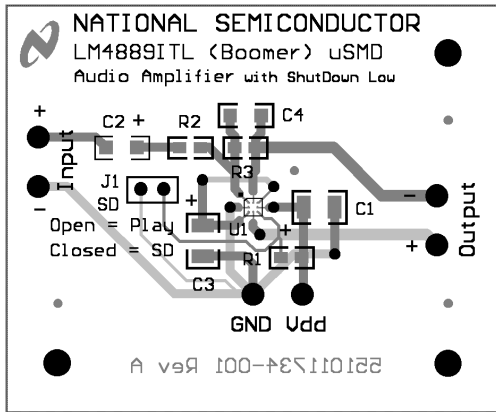 NATIONAL SEMICONDUCTOR
LM4889ITL (Boomer) uSMD
Audio Amplifier with ShutDown Low
C4
+
C2 +
R2
R3
Input
J1
SD
-
+
C1
-
Output
Open = Play
U1
+
+
Closed = SD
R1
C3
GND Vdd
551011734-001 Rev A